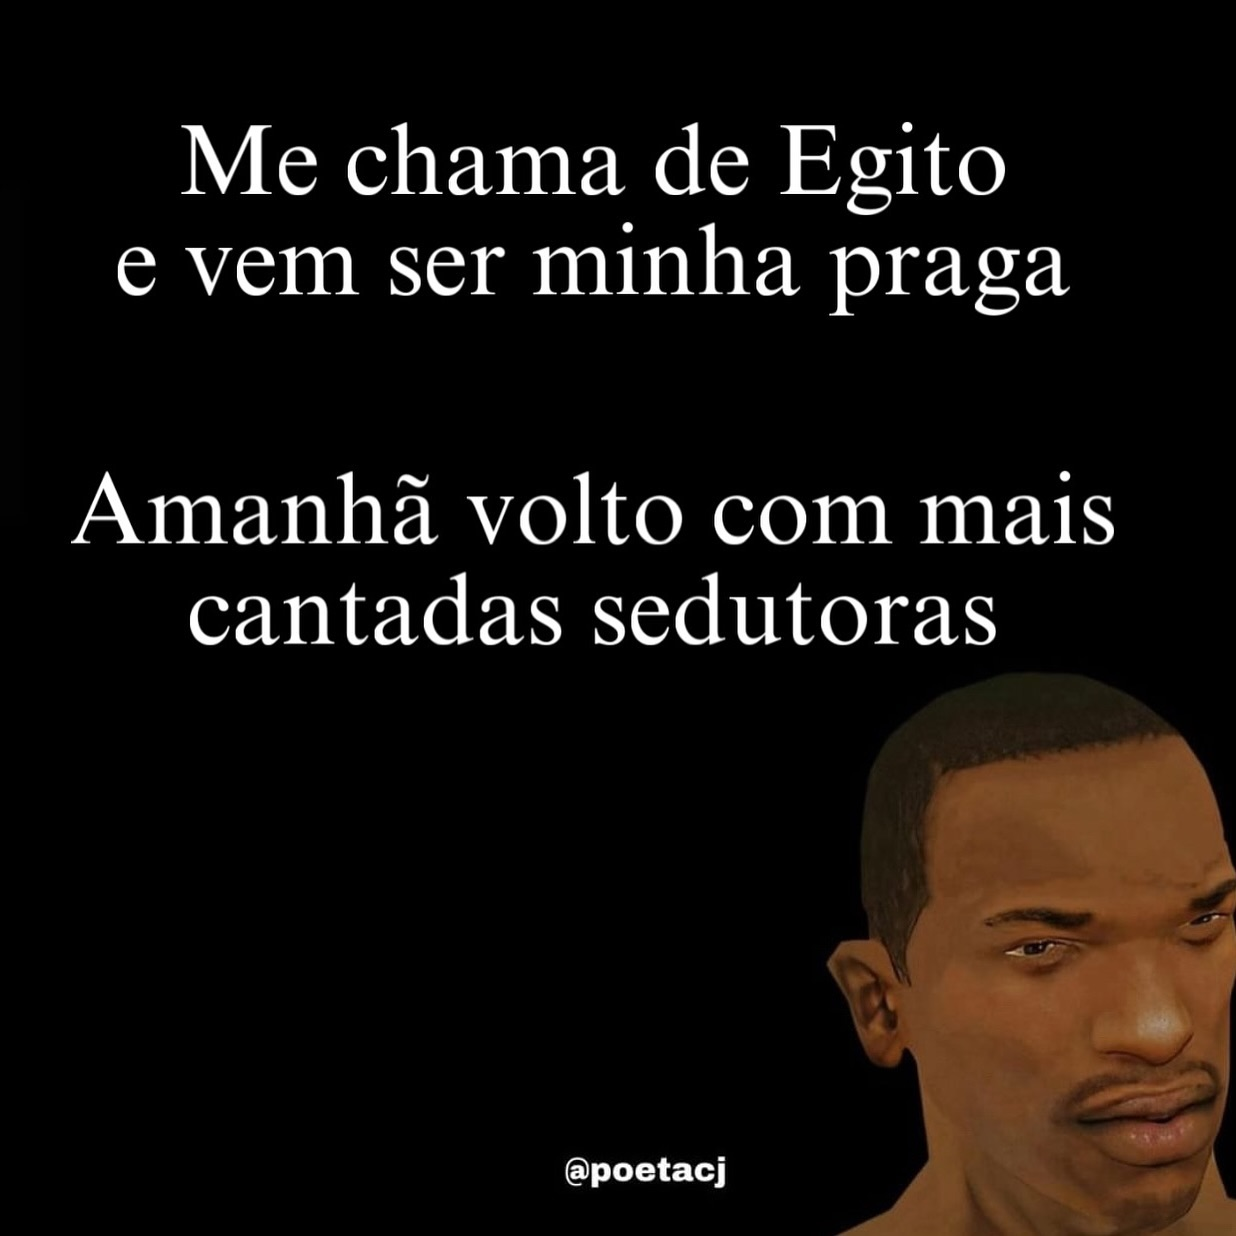 Me chama de Egito
e vem ser minha praga
Amanhã volto com mais
cantadas sedutoras
@poetacj